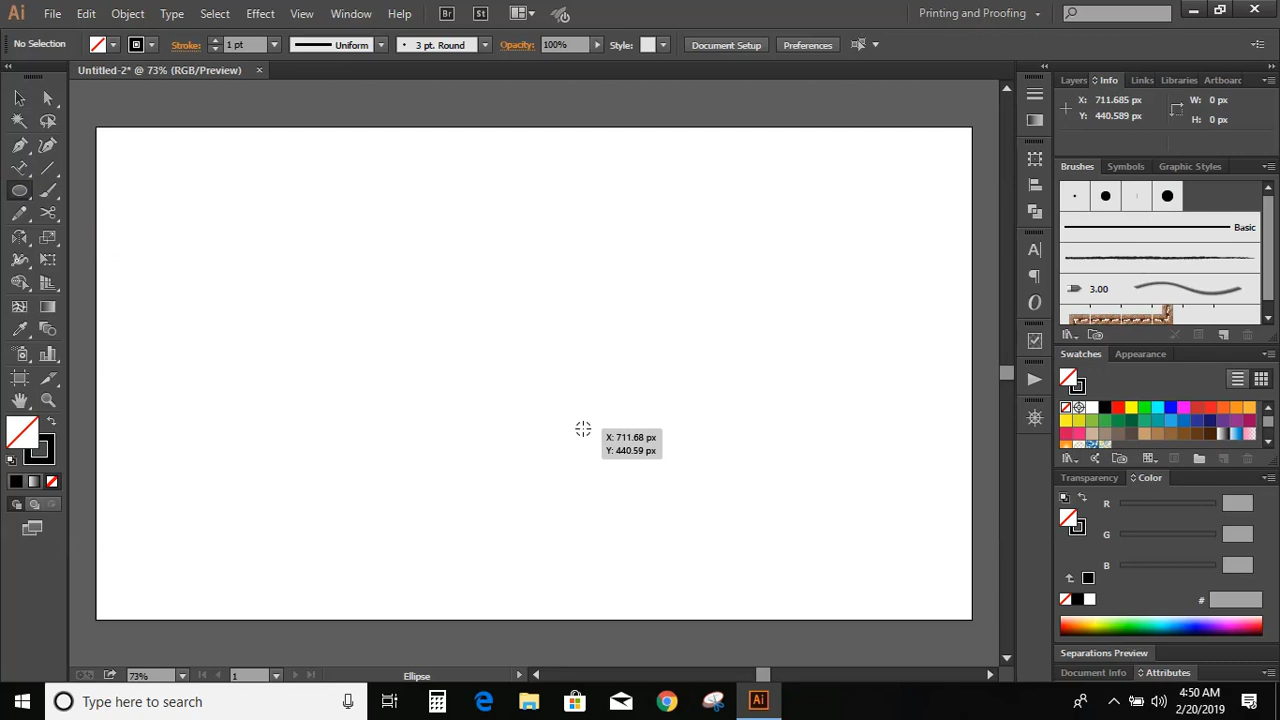 Ai File Edit Object Type Select Effect View Window Help Br St Printing and Proofing
No Selection Stroke: 1 pt Uniform 3 pt. Round Opacity: 100% Style: Document Setup Preferences
Untitled-2* @ 73% (RGB/Preview) ×
Layers Info Links Libraries Artboard
X: 711.685 px W: 0 px
Y: 440.589 px H: 0 px
Brushes Symbols Graphic Styles
Basic
3.00
Swatches Appearance
X: 711.68 px
Y: 440.59 px
Transparency Color
R
G
B
#
Separations Preview
Document Info Attributes
73% 1 Ellipse
Type here to search Ai 4:50 AM
2/20/2019